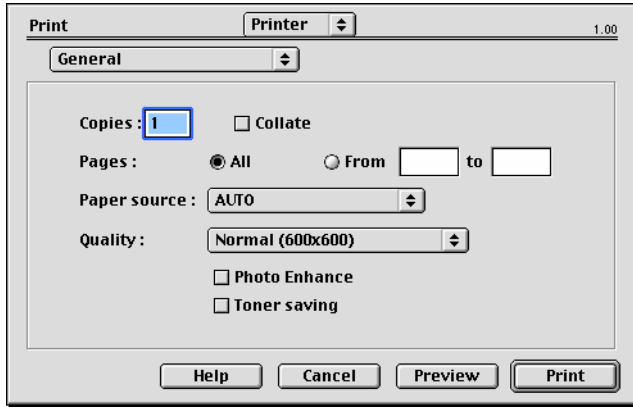 Print Printer 1.00
General
Copies : 1 Collate
Pages : All From to
Paper source : AUTO
Quality : Normal (600x600)
Photo Enhance
Toner saving
Help Cancel Preview Print